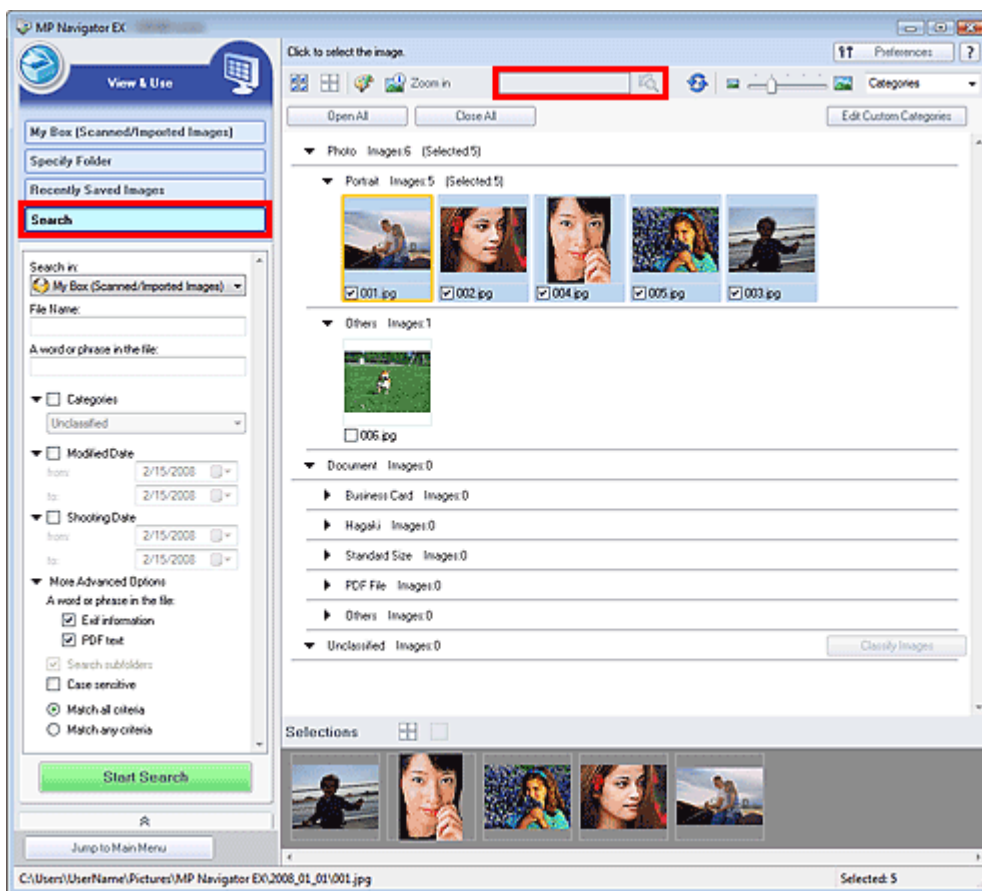 MP Navigator EX
View & Use
My Box (Scanned/Imported Images)
Specify Folder
Recently Saved Images
Search
Search in:
My Box (Scanned/Imported Images)
File Name:
A word or phrase in the file:
Categories
Unclassified
Modified Date
from: 2/15/2008
to: 2/15/2008
Shooting Date
from: 2/15/2008
to: 2/15/2008
More Advanced Options
A word or phrase in the file:
Exif information
PDF text
Search subfolders
Case sensitive
Match all criteria
Match any criteria
Start Search
Jump to Main Menu
Click to select the image.
Preferences ?
Zoom in
Categories
Open All Close All Edit Custom Categories
Photo Images:6 (Selected:5)
Portrait Images:5 (Selected:5)
001.jpg 002.jpg 004.jpg 005.jpg 003.jpg
Others Images:1
006.jpg
Document Images:0
Business Card Images:0
Hagaki Images:0
Standard Size Images:0
PDF File Images:0
Others Images:0
Unclassified Images:0 Classify Images
Selections
C:\Users\UserName\Pictures\MP Navigator EX\2008_01_01\001.jpg
Selected: 5